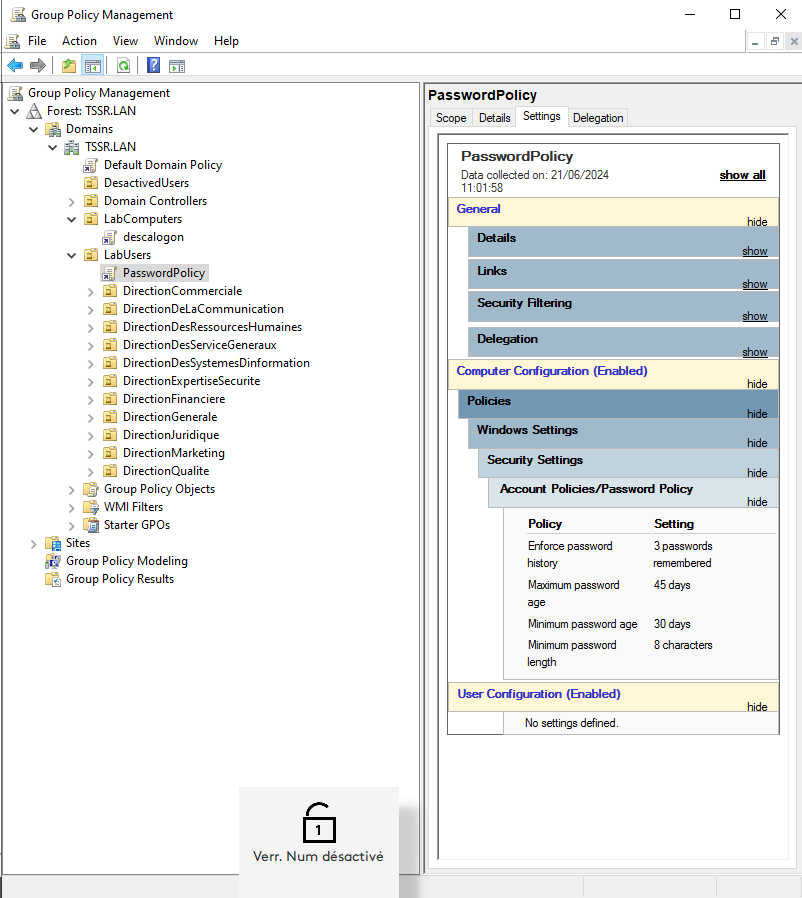 Group Policy Management
File Action View Window Help
Group Policy Management
Forest: TSSR.LAN
Domains
TSSR.LAN
Default Domain Policy
DesactivedUsers
Domain Controllers
LabComputers
descalogon
LabUsers
PasswordPolicy
DirectionCommerciale
DirectionDeLaCommunication
DirectionDesRessourcesHumaines
DirectionDesServiceGeneraux
DirectionDesSystemesDinformation
DirectionExpertiseSecurite
DirectionFinanciere
DirectionGenerale
DirectionJuridique
DirectionMarketing
DirectionQualite
Group Policy Objects
WMI Filters
Starter GPOs
Sites
Group Policy Modeling
Group Policy Results
PasswordPolicy
Scope Details Settings Delegation
PasswordPolicy
Data collected on: 21/06/2024
11:01:58
show all
General
hide
Details
show
Links
show
Security Filtering
show
Delegation
show
Computer Configuration (Enabled)
hide
Policies
hide
Windows Settings
hide
Security Settings
hide
Account Policies/Password Policy
hide
Policy Setting
Enforce password 3 passwords
history remembered
Maximum password 45 days
age
Minimum password age 30 days
Minimum password 8 characters
length
User Configuration (Enabled)
hide
No settings defined.
1
Verr. Num désactivé